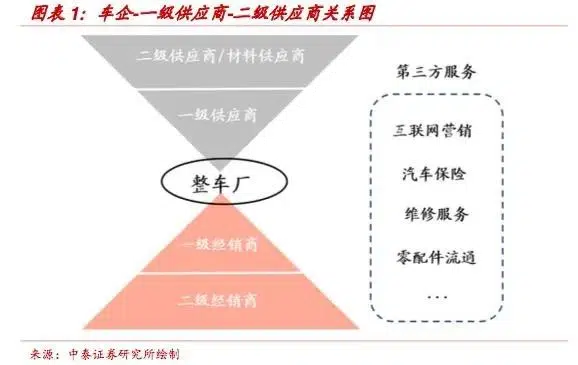 图表 1：车企-一级供应商-二级供应商关系图
二级供应商/材料供应商
一级供应商
整车厂
一级经销商
二级经销商
第三方服务
互联网营销
汽车保险
维修服务
零配件流通
...
来源：中泰证券研究所绘制